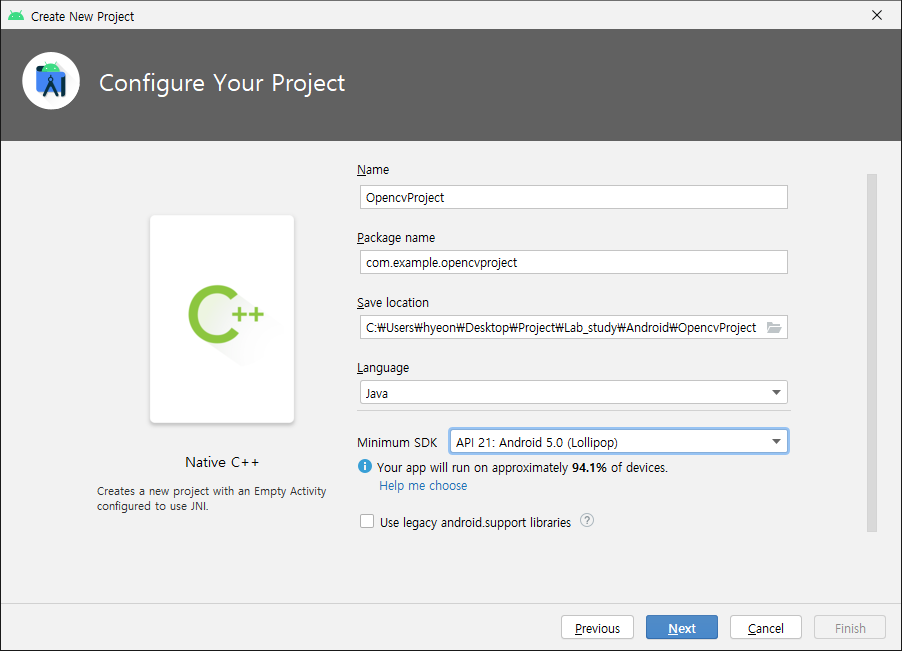 Create New Project
Configure Your Project
Name
OpencvProject
Package name
com.example.opencvproject
Save location
C:₩Users₩hyeon₩Desktop₩Project₩Lab_study₩Android₩OpencvProject
Language
Java
Minimum SDK
API 21: Android 5.0 (Lollipop)
Your app will run on approximately 94.1% of devices.
Help me choose
Use legacy android.support libraries
?
C++
Native C++
Creates a new project with an Empty Activity
configured to use JNI.
Previous
Next
Cancel
Finish